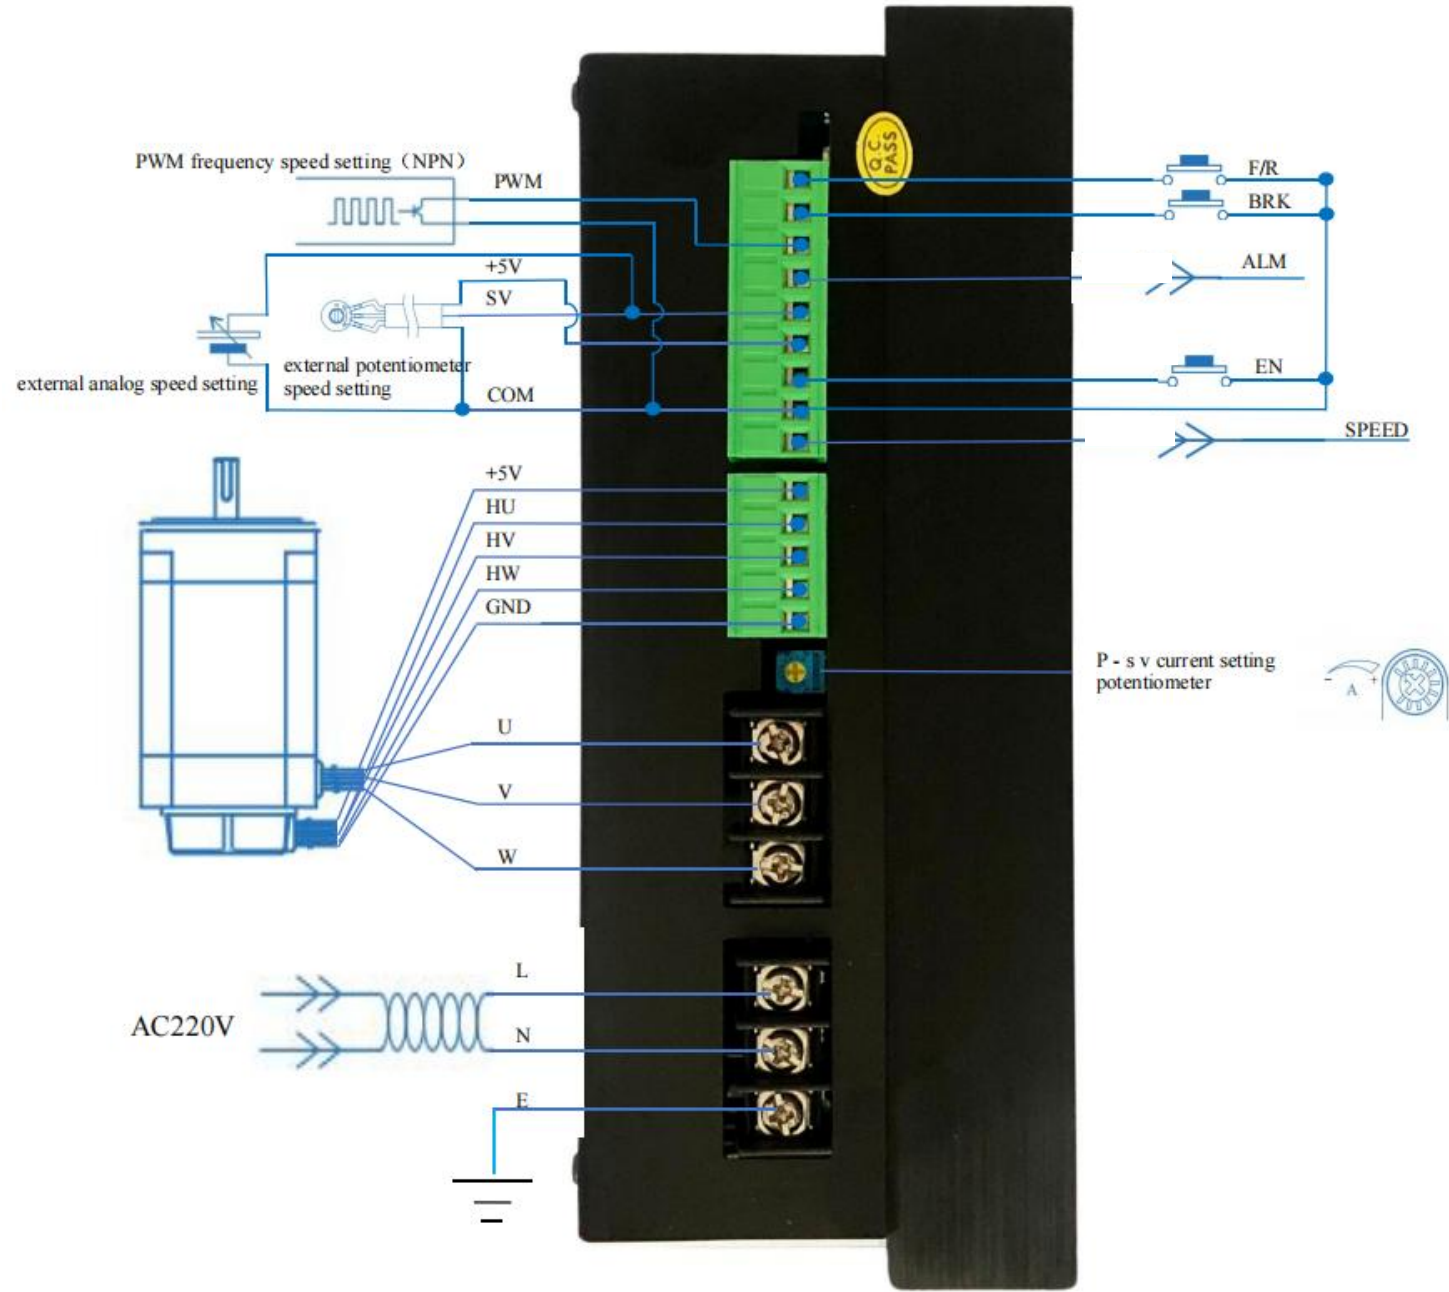 Q.C.
PASS
PWM frequency speed setting（NPN）
PWM
F/R
BRK
+5V
SV
ALM
external potentiometer
speed setting
external analog speed setting
COM
EN
SPEED
+5V
HU
HV
HW
GND
P - s v current setting
potentiometer
- A +
U
V
W
L
AC220V
N
E